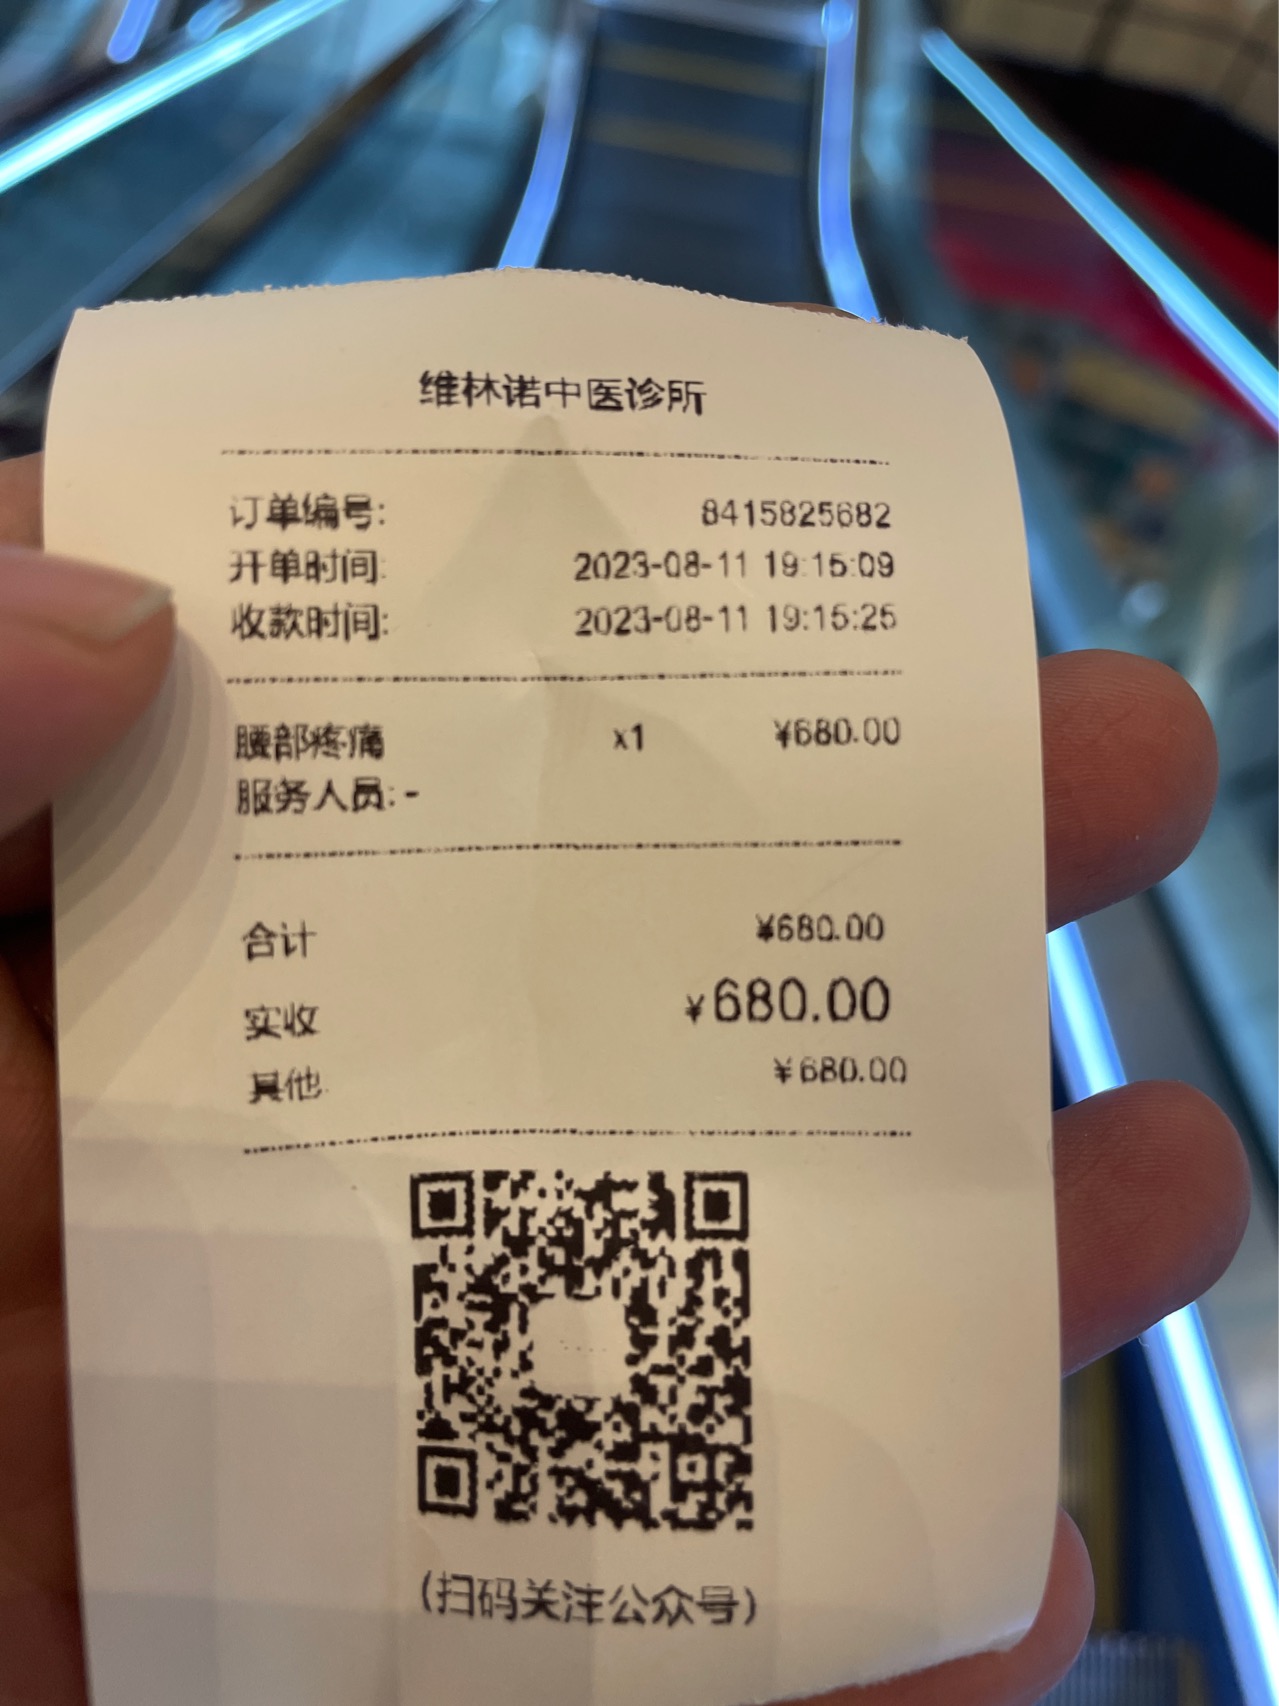 维林诺中医诊所
订单编号: 8415825682
开单时间: 2023-08-11 19:15:09
收款时间: 2023-08-11 19:15:25
腰部疼痛 x1 ¥680.00
服务人员: -
合计 ¥680.00
实收 ¥680.00
其他 ¥680.00
(扫码关注公众号)